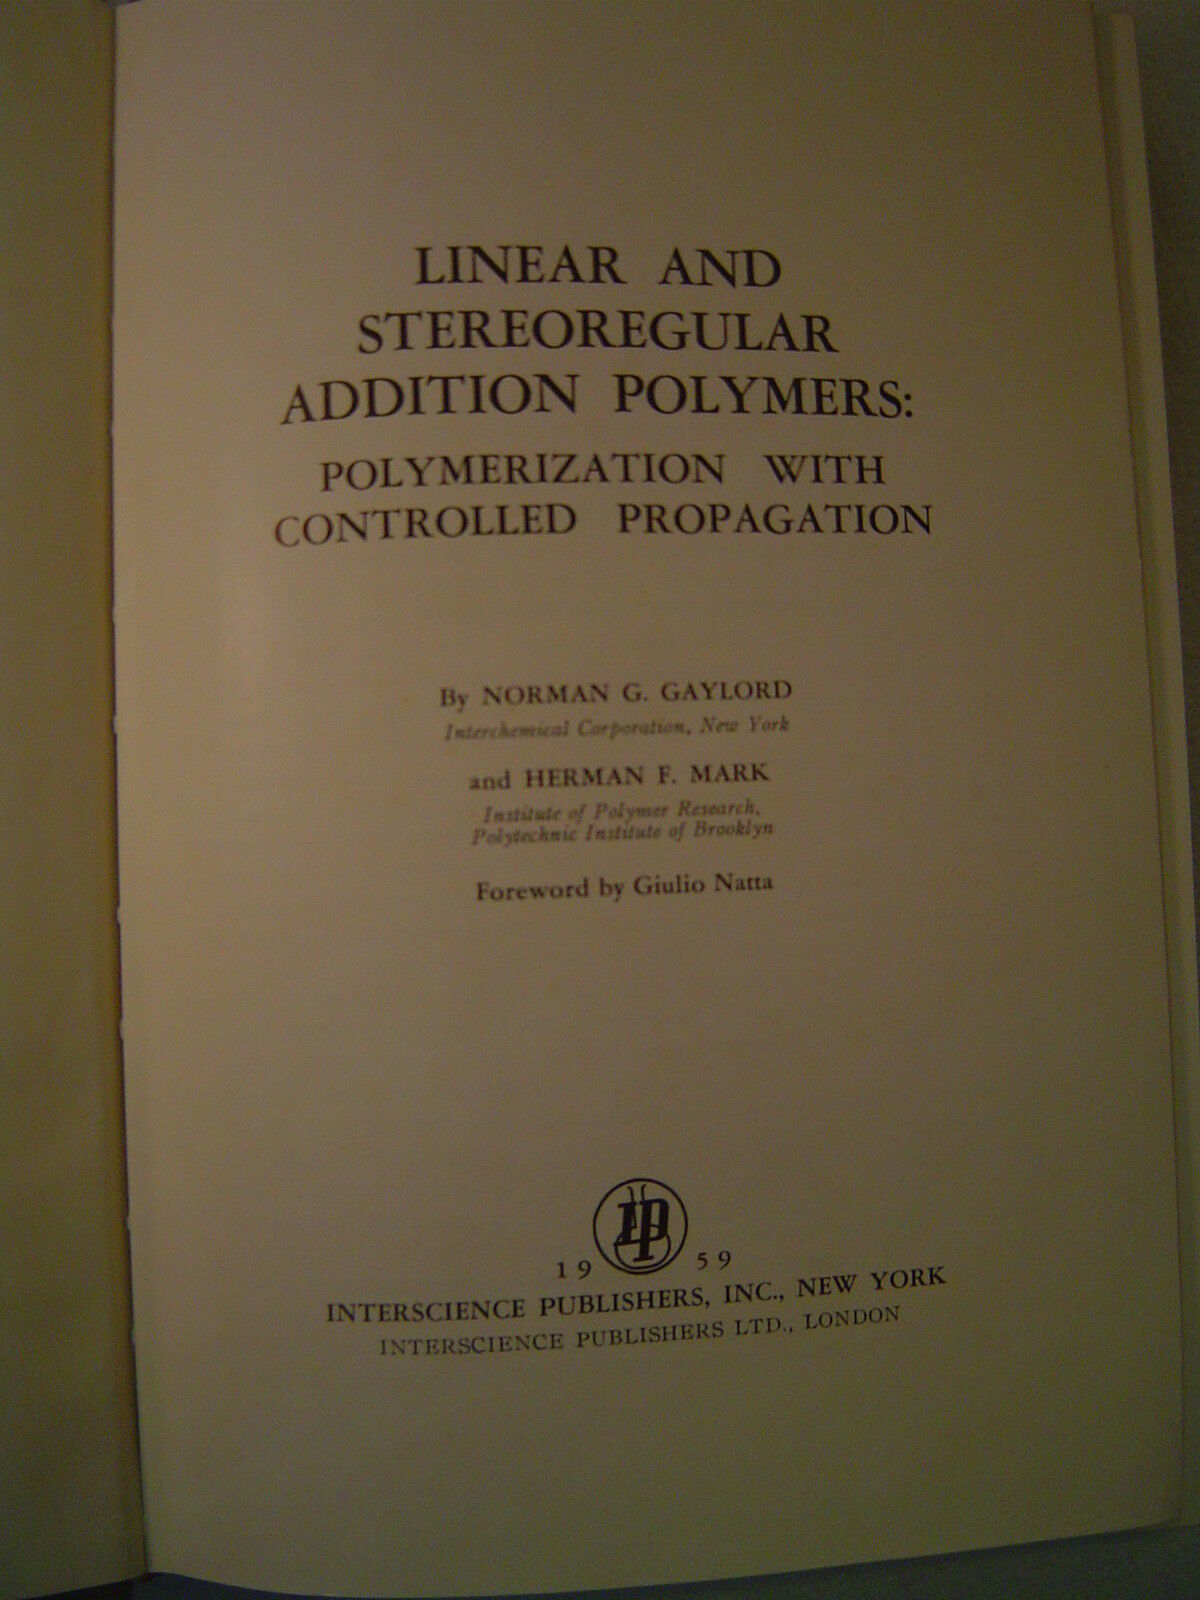 LINEAR AND
STEREOREGULAR
ADDITION POLYMERS:
POLYMERIZATION WITH
CONTROLLED PROPAGATION
By NORMAN G. GAYLORD
Interchemical Corporation, New York
and HERMAN F. MARK
Institute of Polymer Research,
Polytechnic Institute of Brooklyn
Foreword by Giulio Natta
IP
19 59
INTERSCIENCE PUBLISHERS, INC., NEW YORK
INTERSCIENCE PUBLISHERS LTD., LONDON